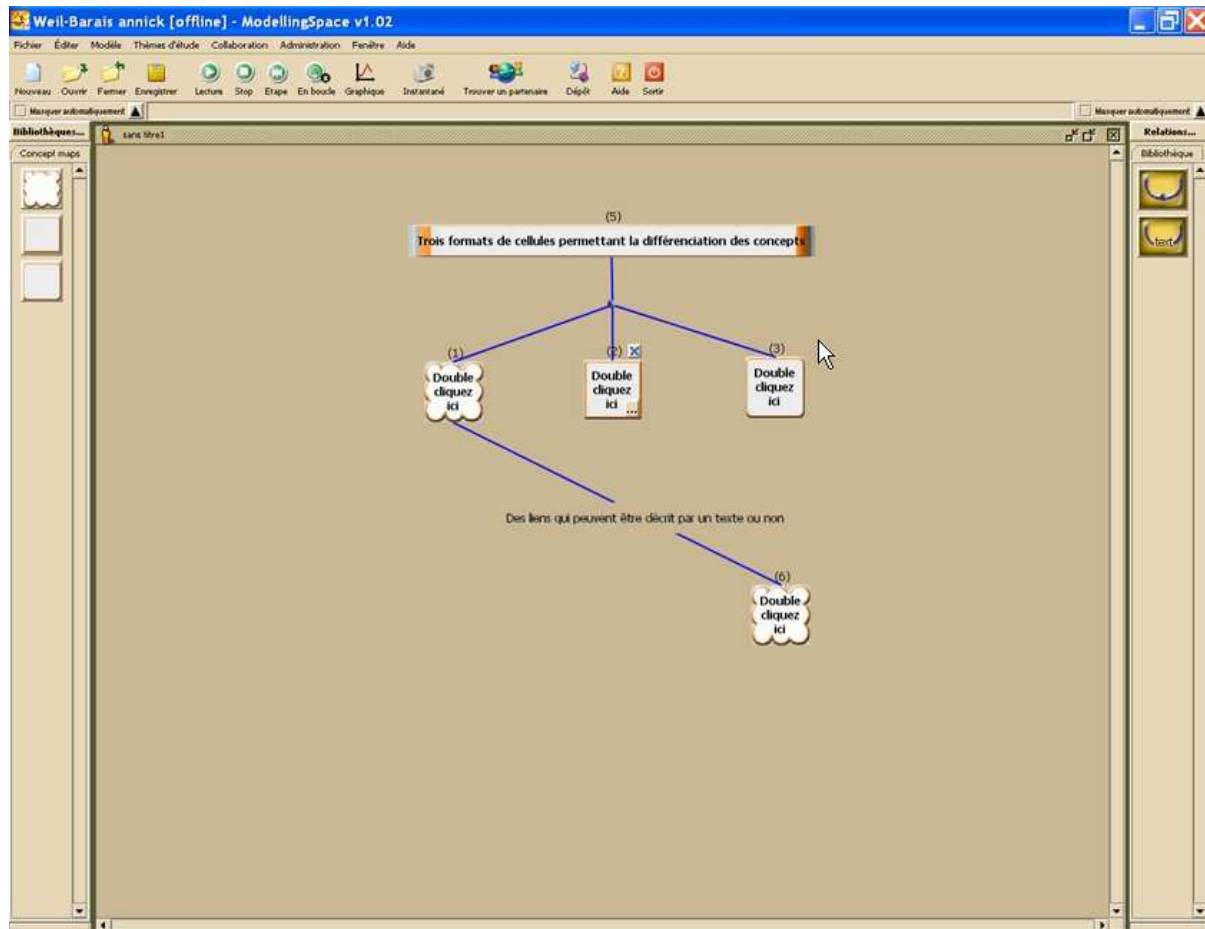 Weil-Barais annick [offline] - ModellingSpace v1.02
Fichier Éditer Modèle Thèmes d'étude Collaboration Administration Fenêtre Aide
Nouveau Ouvrir Fermer Enregistrer Lecture Stop Etape En boucle Graphique Instantané Trouver un partenaire Dépôt Aide Sortir
Masquer automatiquement Masquer automatiquement
Bibliothèques... sans titre1 Relations...
Concept maps Bibliothèque
(5)
Trois formats de cellules permettant la différenciation des concepts
(1) (2) (3)
Double
cliquez
ici
Double
cliquez
ici ...
Double
cliquez
ici
text
Des liens qui peuvent être décrit par un texte ou non
(6)
Double
cliquez
ici